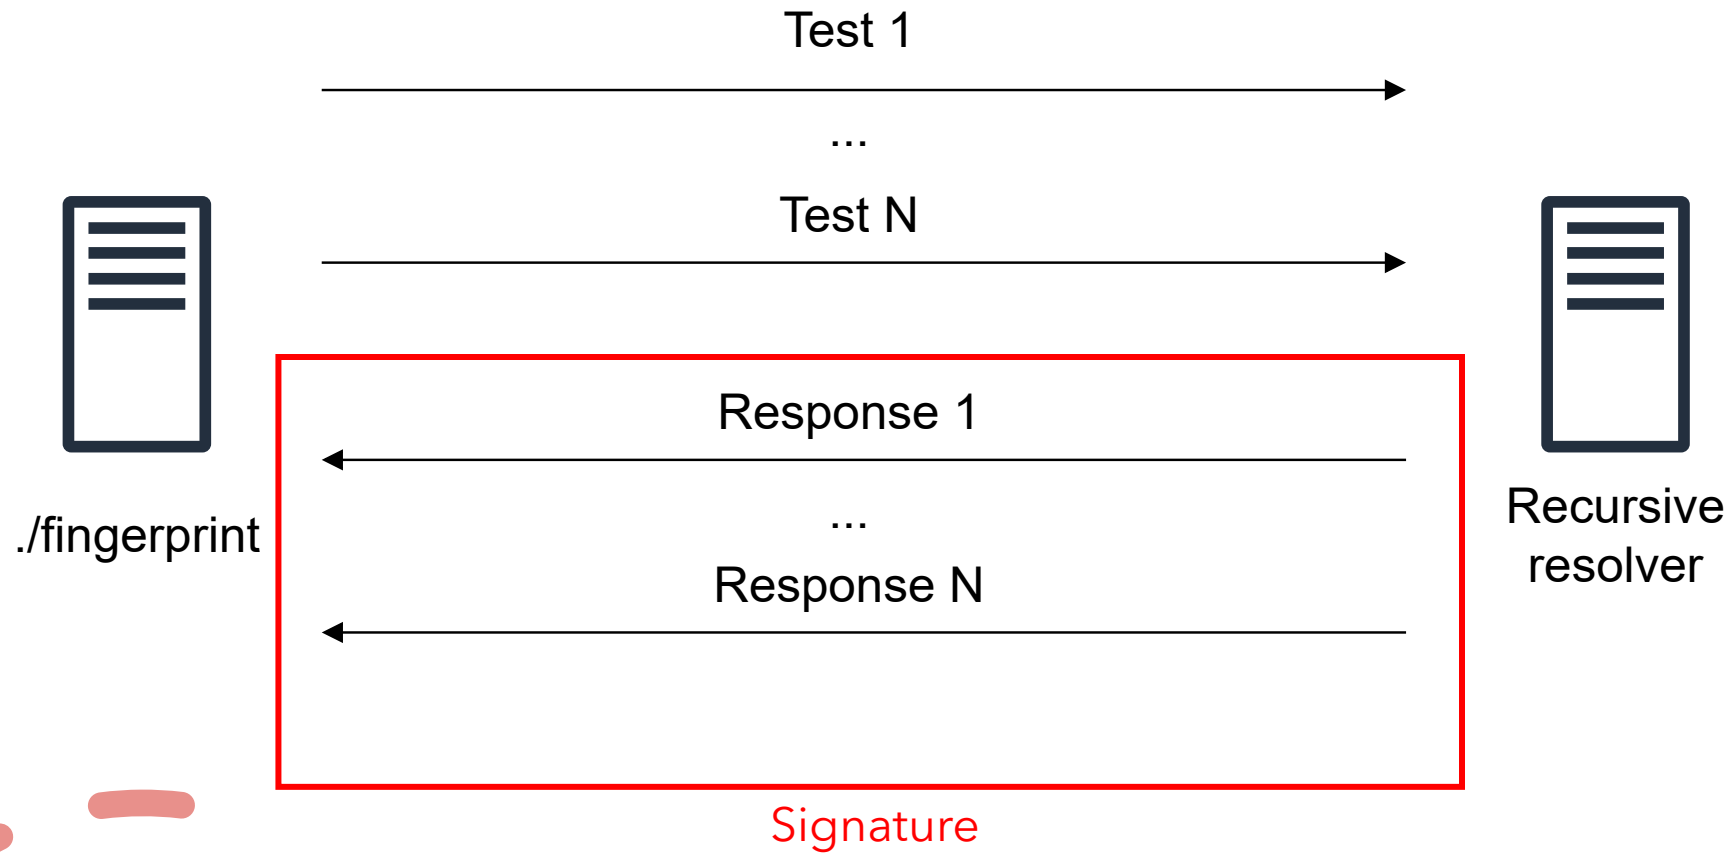 Test 1
...
Test N
Response 1
...
Response N
./fingerprint
Recursive
resolver
Signature